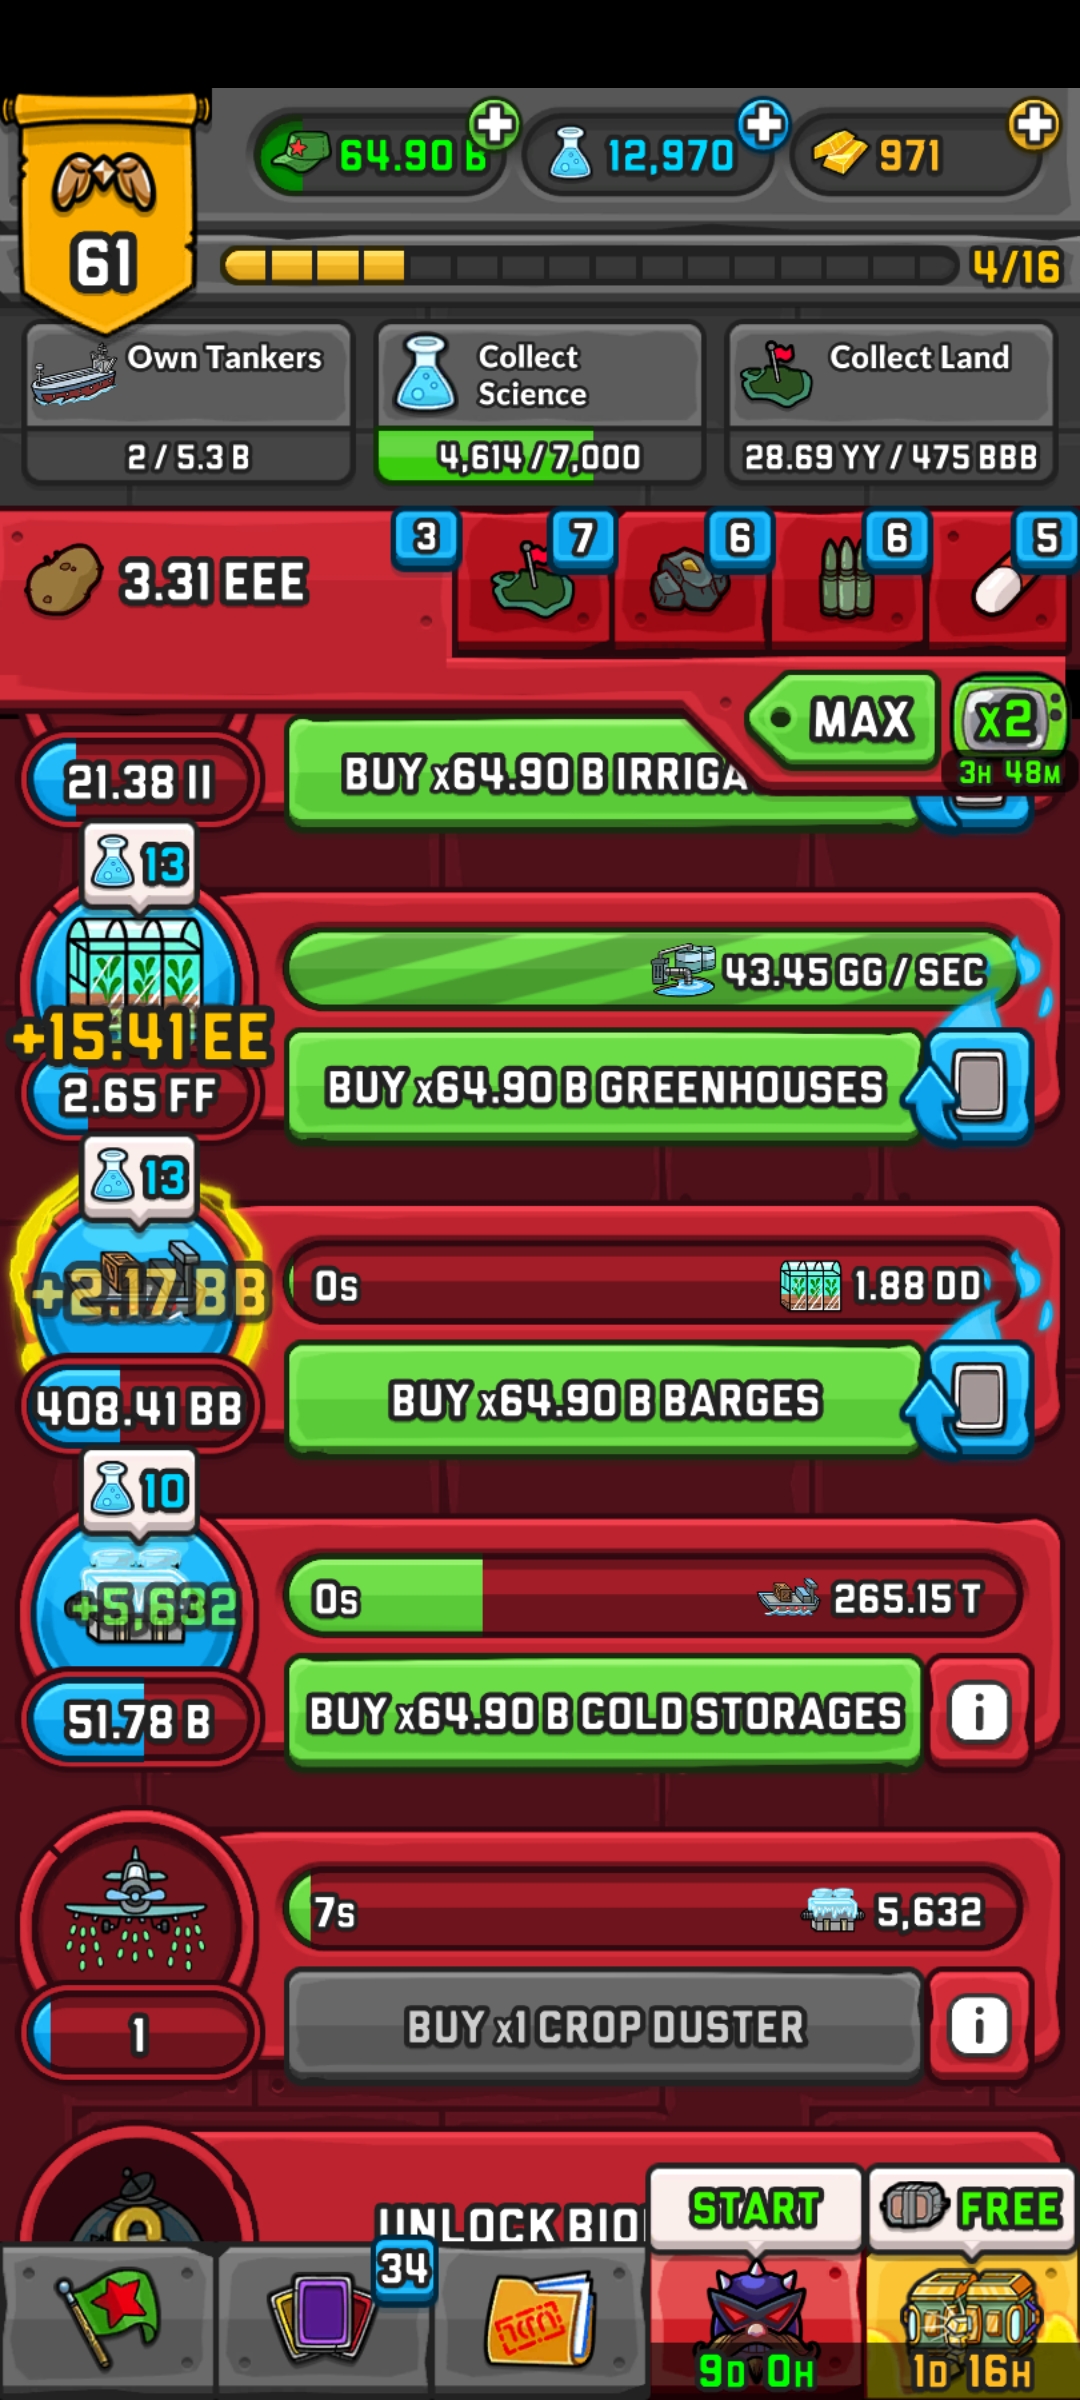 64.90 B
12,970
971
61
4/16
Own Tankers
2 / 5.3 B
Collect
Science
4,614 / 7,000
Collect Land
28.69 YY / 475 BBB
3.31 EEE
3
7
6
6
5
MAX
x2
3H 48M
21.38 II
BUY x64.90 B IRRIGA
13
43.45 GG / SEC
+15.41 EE
2.65 FF
BUY x64.90 B GREENHOUSES
13
+2.17 BB
0s
1.88 DD
408.41 BB
BUY x64.90 B BARGES
10
+5,632
0s
265.15 T
51.78 B
BUY x64.90 B COLD STORAGES
i
7s
5,632
1
BUY x1 CROP DUSTER
i
UNLOCK BIO
START
FREE
34
9D 0H
1D 16H